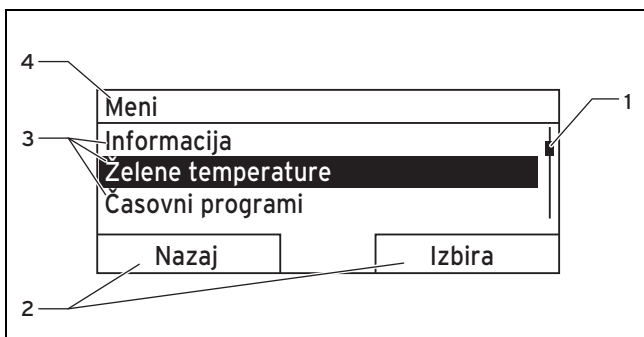 4
Meni
1
3
Informacija
Želene temperature
Časovni programi
Nazaj
Izbira
2